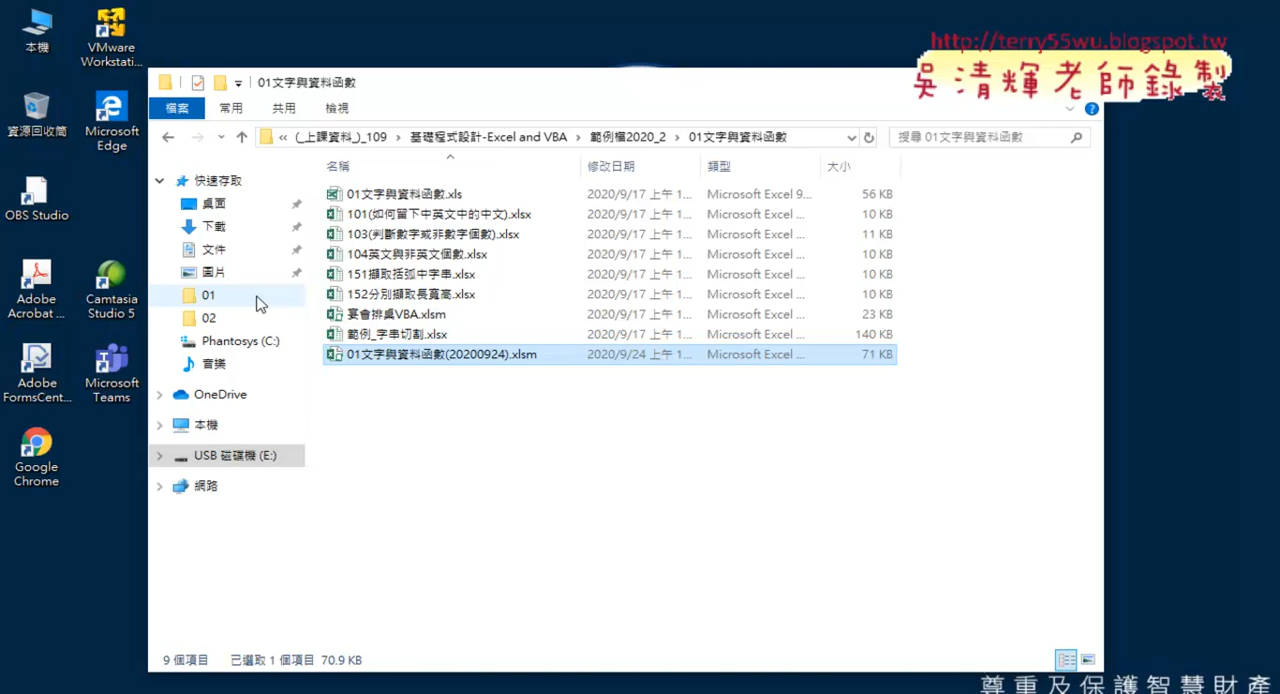 http://terry55wu.blogspot.tw
吳清輝老師錄製
本機
VMware
Workstati...
資源回收筒
Microsoft
Edge
OBS Studio
Adobe
Acrobat ...
Camtasia
Studio 5
Adobe
FormsCent...
Microsoft
Teams
Google
Chrome
01文字與資料函數
檔案
常用
共用
檢視
« (_上課資料_)_109 › 基礎程式設計-Excel and VBA › 範例檔2020_2 › 01文字與資料函數
搜尋 01文字與資料函數
名稱 修改日期 類型 大小
快速存取
桌面
下載
文件
圖片
01
02
Phantosys (C:)
音樂
OneDrive
本機
USB 磁碟機 (E:)
網路
01文字與資料函數.xls 2020/9/17 上午 1... Microsoft Excel 9... 56 KB
101(如何留下中英文中的中文).xlsx 2020/9/17 上午 1... Microsoft Excel ... 10 KB
103(判斷數字或非數字個數).xlsx 2020/9/17 上午 1... Microsoft Excel ... 11 KB
104英文與非英文個數.xlsx 2020/9/17 上午 1... Microsoft Excel ... 10 KB
151擷取括弧中字串.xlsx 2020/9/17 上午 1... Microsoft Excel ... 10 KB
152分別擷取長寬高.xlsx 2020/9/17 上午 1... Microsoft Excel ... 10 KB
宴會排桌VBA.xlsm 2020/9/17 上午 1... Microsoft Excel ... 23 KB
範例_字串切割.xlsx 2020/9/17 上午 1... Microsoft Excel ... 140 KB
01文字與資料函數(20200924).xlsm 2020/9/24 上午 1... Microsoft Excel ... 71 KB
9 個項目 已選取 1 個項目 70.9 KB
尊重及保護智慧財產